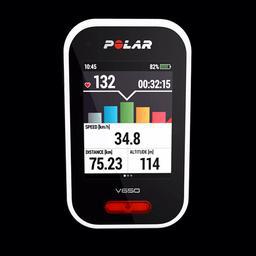 POLAR
10:45 82%
132 00:32:15
SPEED [km/h]
34.8
DISTANCE [km] ALTITUDE [m]
75.23 114
V650